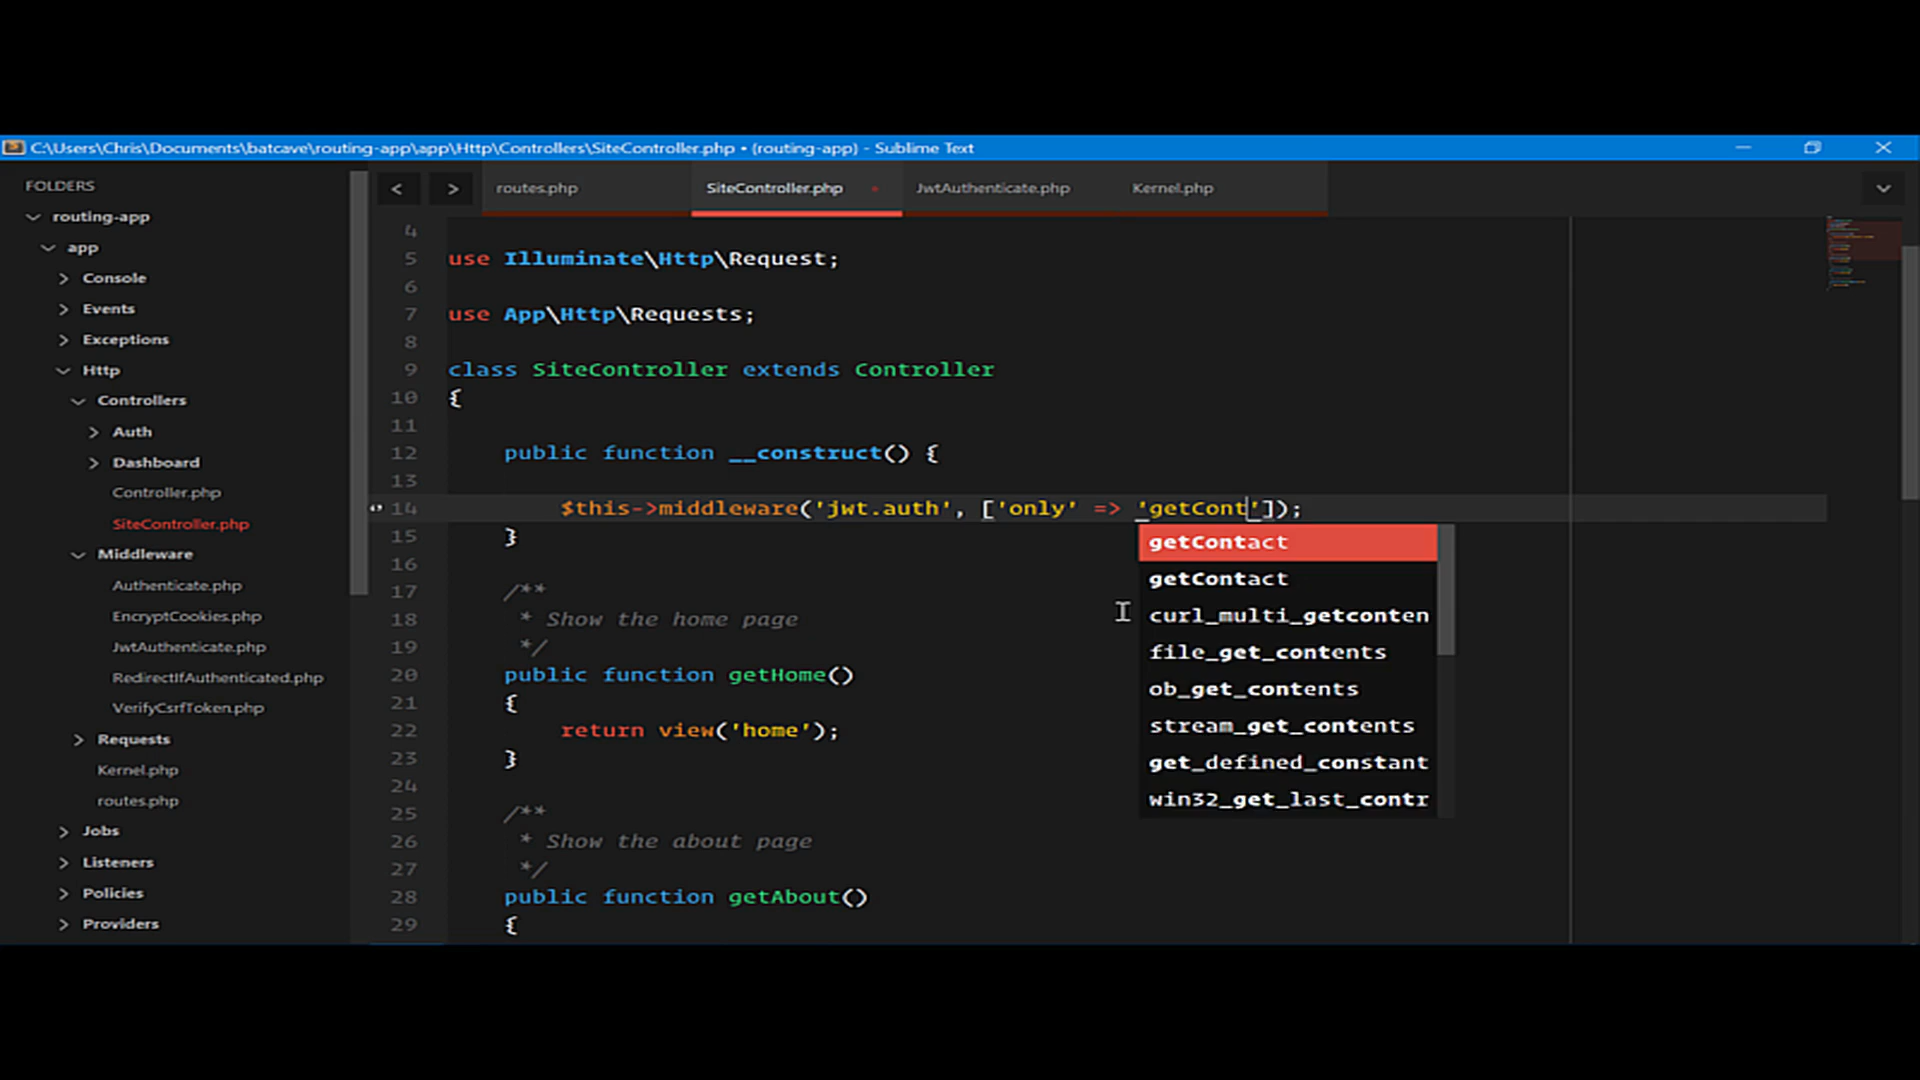 C:\Users\Chris\Documents\batcave\routing-app\app\Http\Controllers\SiteController.php • (routing-app) - Sublime Text
FOLDERS
routing-app
app
Console
Events
Exceptions
Http
Controllers
Auth
Dashboard
Controller.php
SiteController.php
Middleware
Authenticate.php
EncryptCookies.php
JwtAuthenticate.php
RedirectIfAuthenticated.php
VerifyCsrfToken.php
Requests
Kernel.php
routes.php
Jobs
Listeners
Policies
Providers
routes.php SiteController.php JwtAuthenticate.php Kernel.php
4
5 use Illuminate\Http\Request;
6
7 use App\Http\Requests;
8
9 class SiteController extends Controller
10 {
11
12 public function __construct() {
13
14 $this->middleware('jwt.auth', ['only' => 'getCont']);
15 }
16
17 /**
18 * Show the home page
19 */
20 public function getHome()
21 {
22 return view('home');
23 }
24
25 /**
26 * Show the about page
27 */
28 public function getAbout()
29 {
getContact
getContact
curl_multi_getconten
file_get_contents
ob_get_contents
stream_get_contents
get_defined_constant
win32_get_last_contr